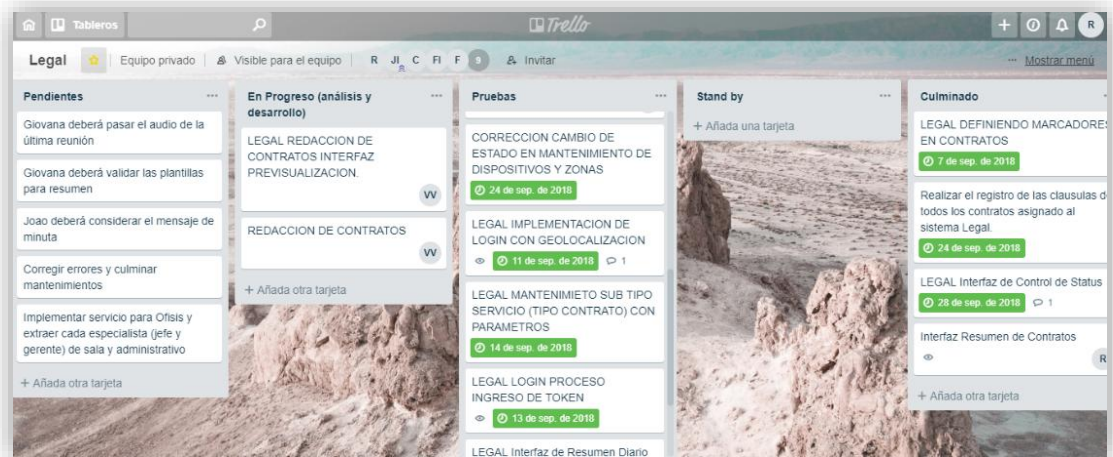 Tableros
Trello
R
Legal
Equipo privado
Visible para el equipo
R JI C FI F 9
Invitar
... Mostrar menú
Pendientes ...
Giovana deberá pasar el audio de la
última reunión
Giovana deberá validar las plantillas
para resumen
Joao deberá considerar el mensaje de
minuta
Corregir errores y culminar
mantenimientos
Implementar servicio para Ofisis y
extraer cada especialista (jefe y
gerente) de sala y administrativo
+ Añada otra tarjeta
En Progreso (análisis y
desarrollo) ...
LEGAL REDACCION DE
CONTRATOS INTERFAZ
PREVISUALIZACION.
VV
REDACCION DE CONTRATOS
VV
+ Añada otra tarjeta
Pruebas ...
CORRECCION CAMBIO DE
ESTADO EN MANTENIMIENTO DE
DISPOSITIVOS Y ZONAS
24 de sep. de 2018
LEGAL IMPLEMENTACION DE
LOGIN CON GEOLOCALIZACION
11 de sep. de 2018 1
LEGAL MANTENIMIETO SUB TIPO
SERVICIO (TIPO CONTRATO) CON
PARAMETROS
14 de sep. de 2018
LEGAL LOGIN PROCESO
INGRESO DE TOKEN
13 de sep. de 2018
LEGAL Interfaz de Resumen Diario
Stand by ...
+ Añada una tarjeta
Culminado
LEGAL DEFINIENDO MARCADORES
EN CONTRATOS
7 de sep. de 2018
Realizar el registro de las clausulas d
todos los contratos asignado al
sistema Legal.
24 de sep. de 2018
LEGAL Interfaz de Control de Status
28 de sep. de 2018 1
Interfaz Resumen de Contratos
R
+ Añada otra tarjeta